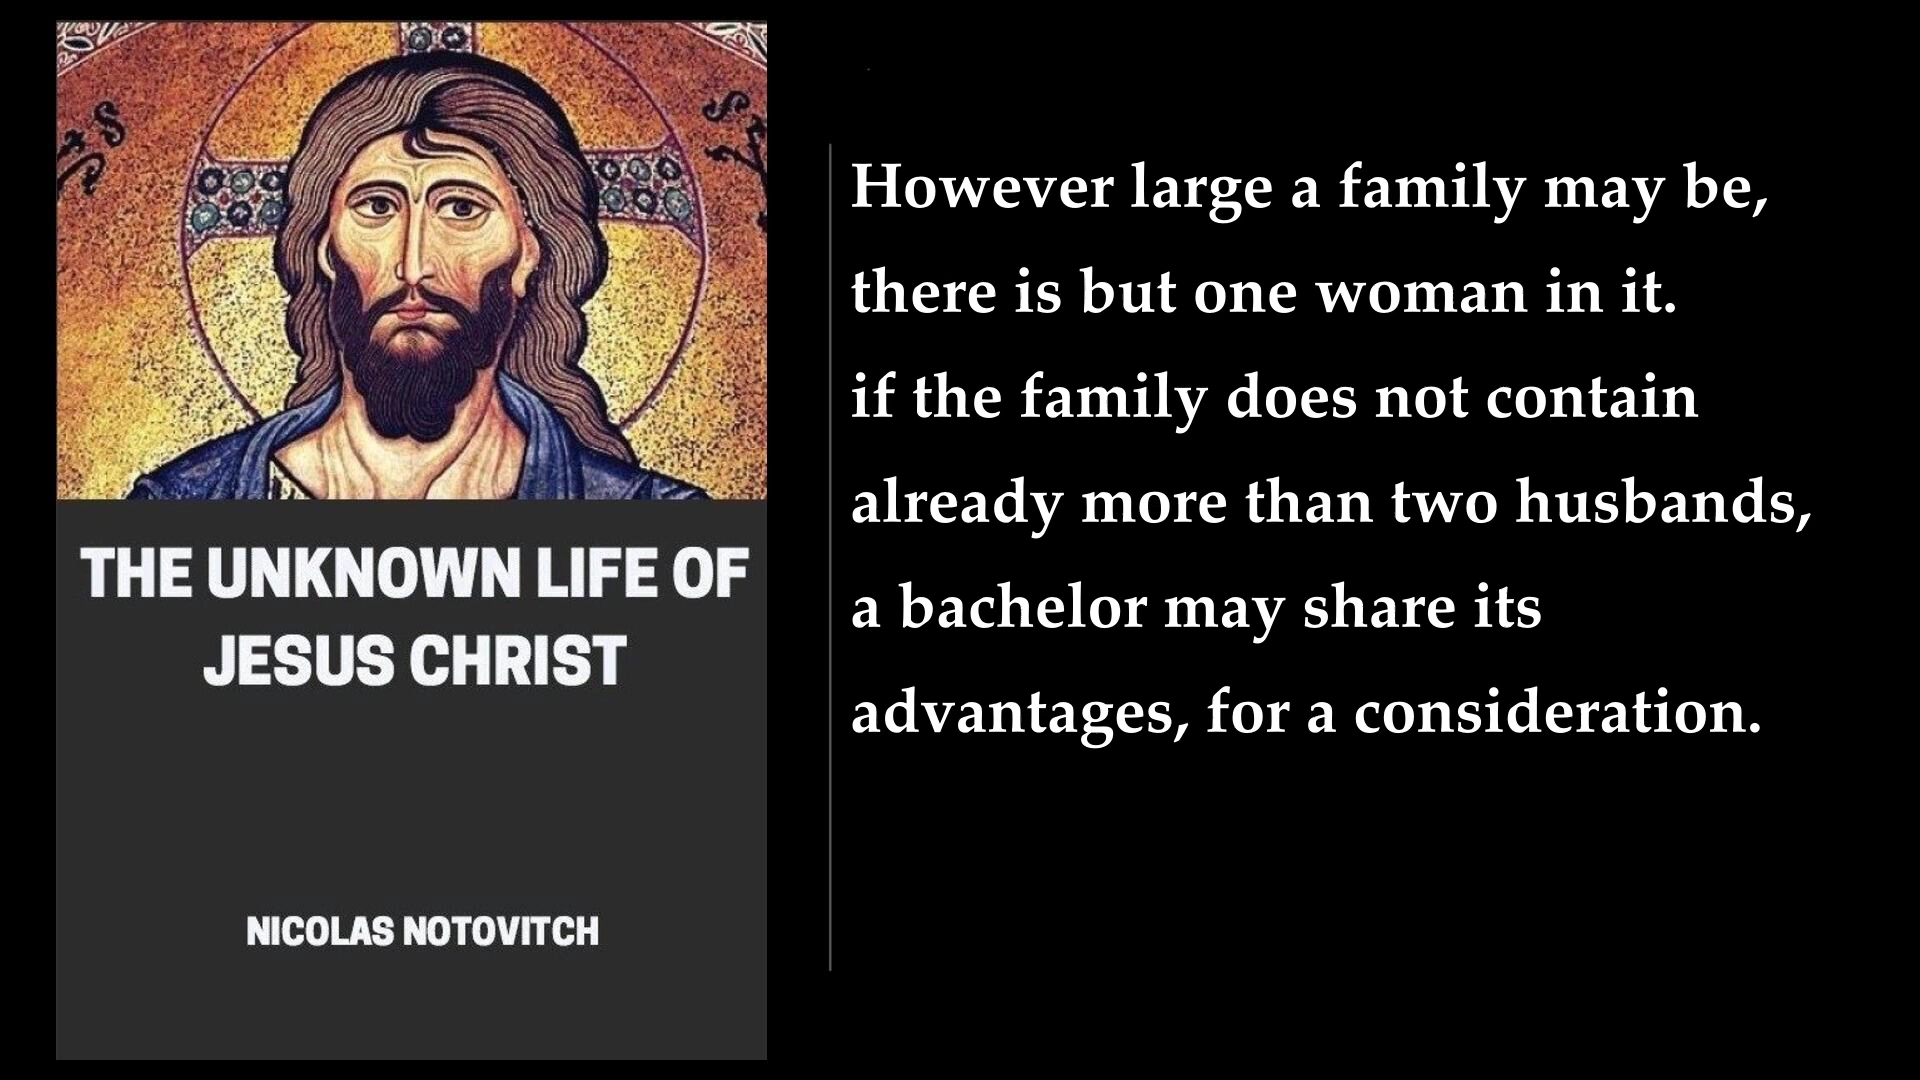 THE UNKNOWN LIFE OF
JESUS CHRIST
NICOLAS NOTOVITCH
However large a family may be,
there is but one woman in it.
if the family does not contain
already more than two husbands,
a bachelor may share its
advantages, for a consideration.